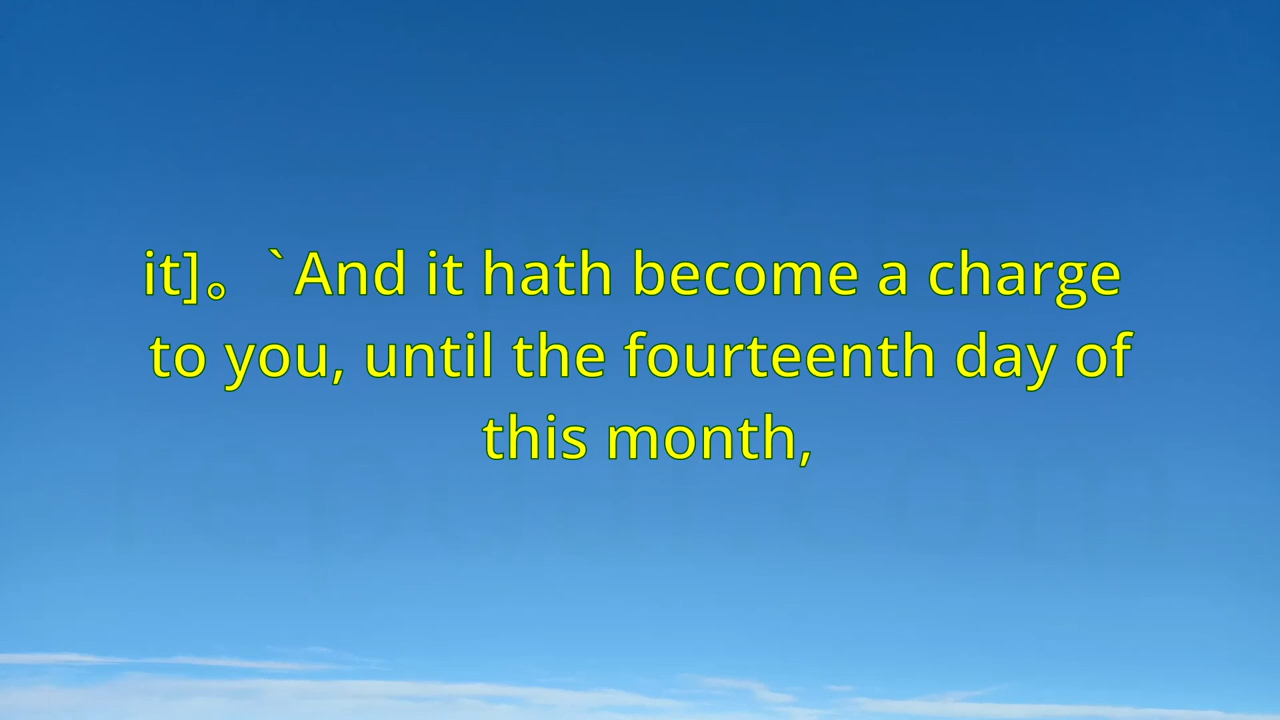 it]。`And it hath become a charge
to you, until the fourteenth day of
this month,